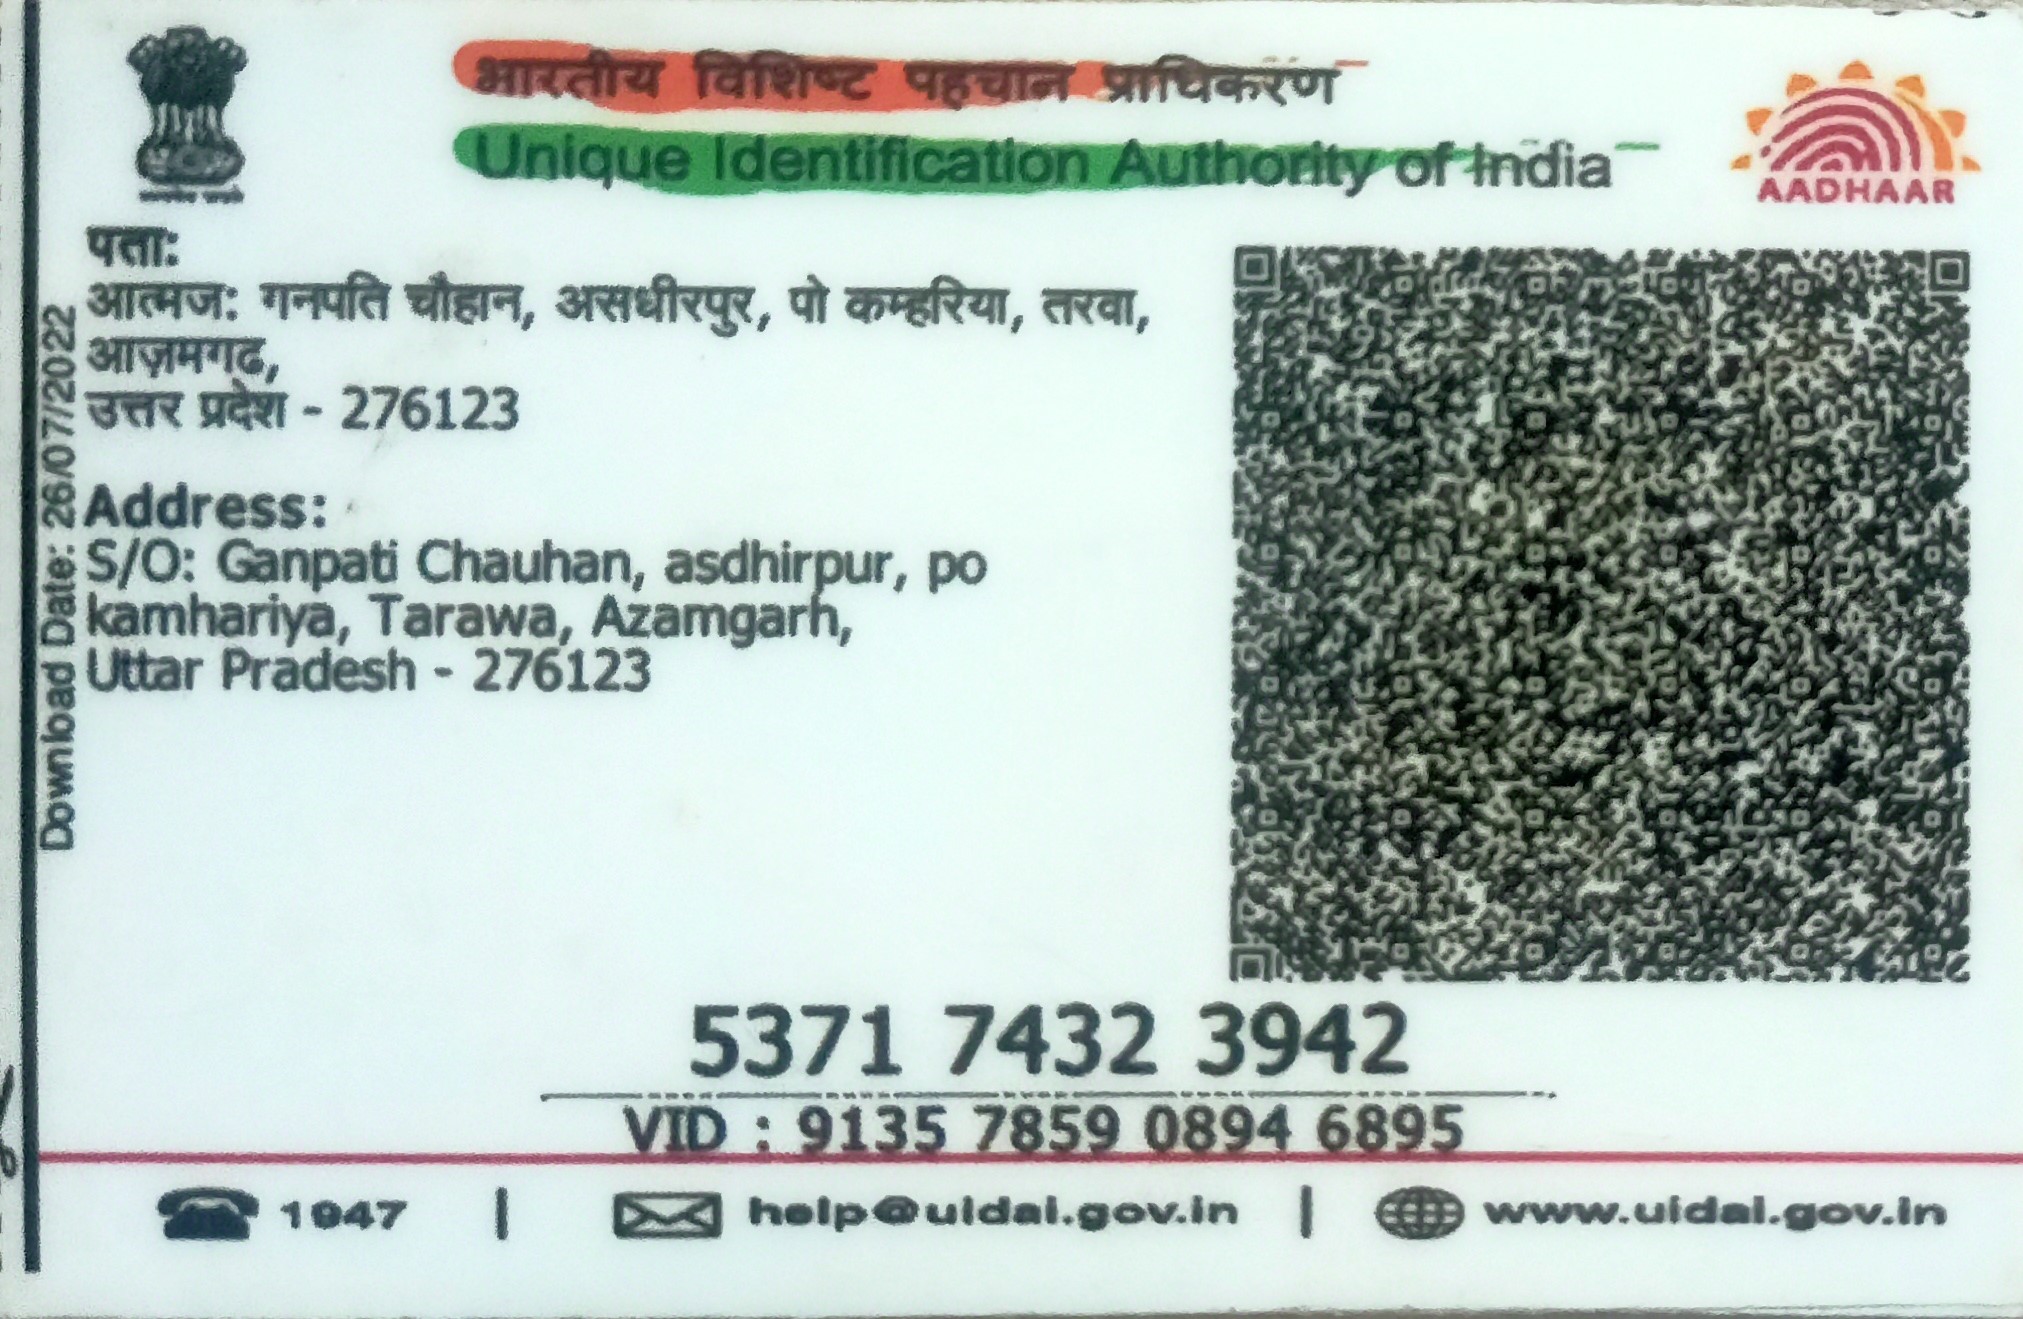 भारतीय विशिष्ट पहचान प्राधिकरण
Unique Identification Authority of India
AADHAAR
पता:
आत्मज: गनपति चौहान, असधीरपुर, पो कम्हरिया, तरवा,
आज़मगढ,
उत्तर प्रदेश - 276123
Address:
S/O: Ganpati Chauhan, asdhirpur, po
kamhariya, Tarawa, Azamgarh,
Uttar Pradesh - 276123
Download Date: 26/07/2022
5371 7432 3942
VID : 9135 7859 0894 6895
1947 | help@uidai.gov.in | www.uidai.gov.in